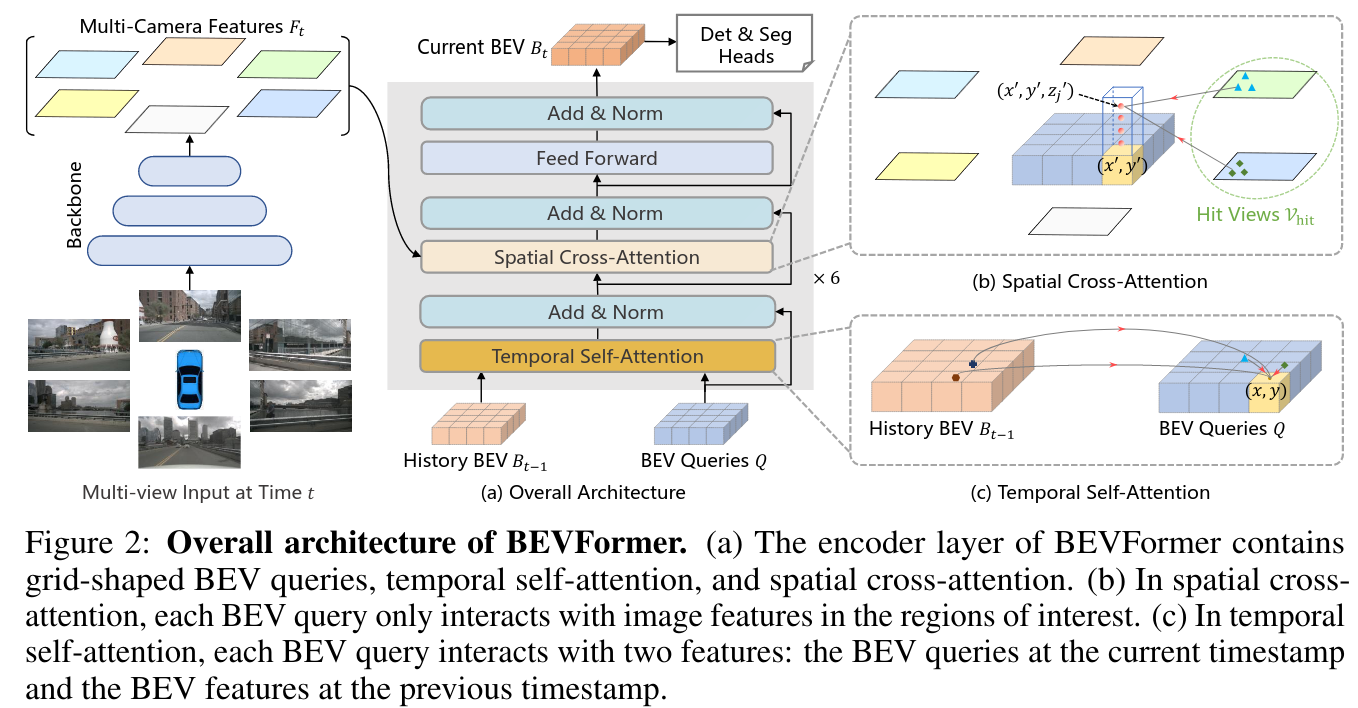 Multi-Camera Features F_t
Backbone
Multi-view Input at Time t
Current BEV B_t
Det & Seg
Heads
Add & Norm
Feed Forward
Add & Norm
Spatial Cross-Attention
Add & Norm
Temporal Self-Attention
× 6
History BEV B_{t−1}
BEV Queries Q
(a) Overall Architecture
(x′, y′, z_j′)
(x′, y′)
Hit Views 𝒱_hit
(b) Spatial Cross-Attention
(x, y)
History BEV B_{t−1}
BEV Queries Q
(c) Temporal Self-Attention
Figure 2: Overall architecture of BEVFormer. (a) The encoder layer of BEVFormer contains
grid-shaped BEV queries, temporal self-attention, and spatial cross-attention. (b) In spatial cross-
attention, each BEV query only interacts with image features in the regions of interest. (c) In temporal
self-attention, each BEV query interacts with two features: the BEV queries at the current timestamp
and the BEV features at the previous timestamp.